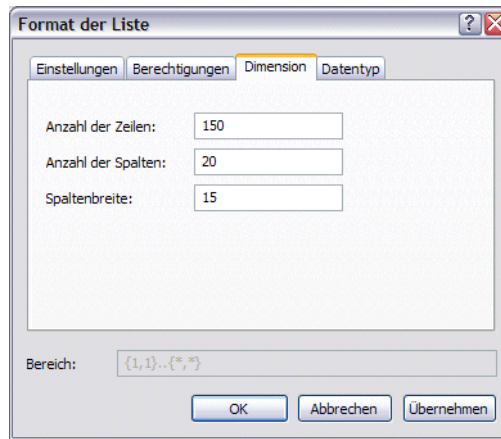 Format der Liste
Einstellungen Berechtigungen Dimension Datentyp
Anzahl der Zeilen: 150
Anzahl der Spalten: 20
Spaltenbreite: 15
Bereich: {1,1}..{*,*}
OK Abbrechen Übernehmen